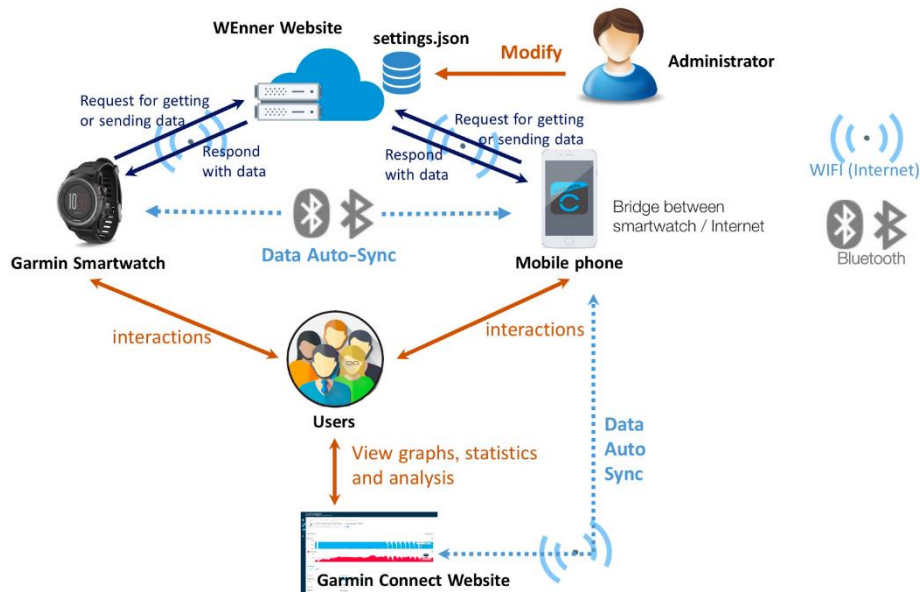 WEnner Website
settings.json
Modify
Administrator
Request for getting
or sending data
Respond
with data
Request for getting
or sending data
Respond
with data
WIFI (Internet)
10
Data Auto-Sync
Bridge between
smartwatch / Internet
Bluetooth
Garmin Smartwatch
Mobile phone
interactions
interactions
Users
View graphs, statistics
and analysis
Data
Auto
Sync
Garmin Connect Website